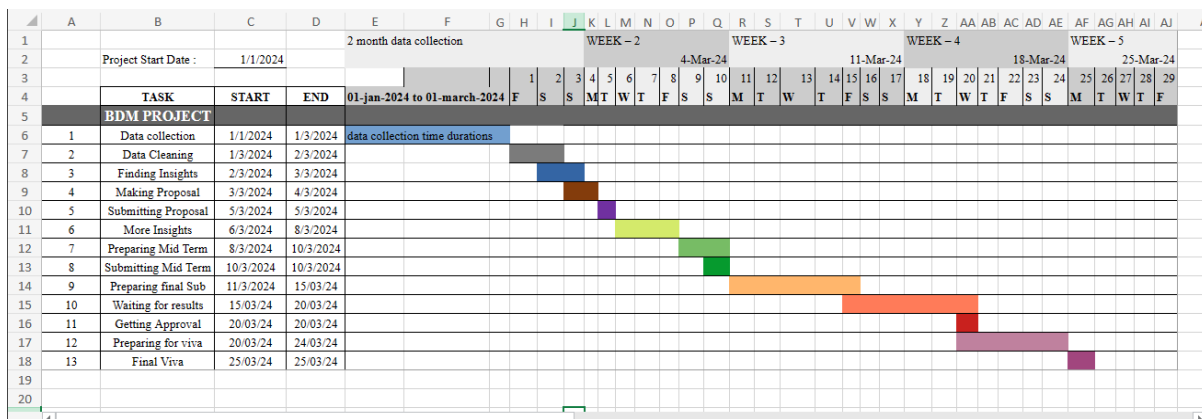 A B C D E F G H I J K L M N O P Q R S T U V W X Y Z AA AB AC AD AE AF AG AH AI AJ
1 2 month data collection WEEK – 2 WEEK – 3 WEEK – 4 WEEK – 5
2 Project Start Date : 1/1/2024 4-Mar-24 11-Mar-24 18-Mar-24 25-Mar-24
3 1 2 3 4 5 6 7 8 9 10 11 12 13 14 15 16 17 18 19 20 21 22 23 24 25 26 27 28 29
4 TASK START END 01-jan-2024 to 01-march-2024 F S S M T W T F S S M T W T F S S M T W T F S S M T W T F
5 BDM PROJECT
6 1 Data collection 1/1/2024 1/3/2024 data collection time durations
7 2 Data Cleaning 1/3/2024 2/3/2024
8 3 Finding Insights 2/3/2024 3/3/2024
9 4 Making Proposal 3/3/2024 4/3/2024
10 5 Submitting Proposal 5/3/2024 5/3/2024
11 6 More Insights 6/3/2024 8/3/2024
12 7 Preparing Mid Term 8/3/2024 10/3/2024
13 8 Submitting Mid Term 10/3/2024 10/3/2024
14 9 Preparing final Sub 11/3/2024 15/03/24
15 10 Waiting for results 15/03/24 20/03/24
16 11 Getting Approval 20/03/24 20/03/24
17 12 Preparing for viva 20/03/24 24/03/24
18 13 Final Viva 25/03/24 25/03/24
19
20